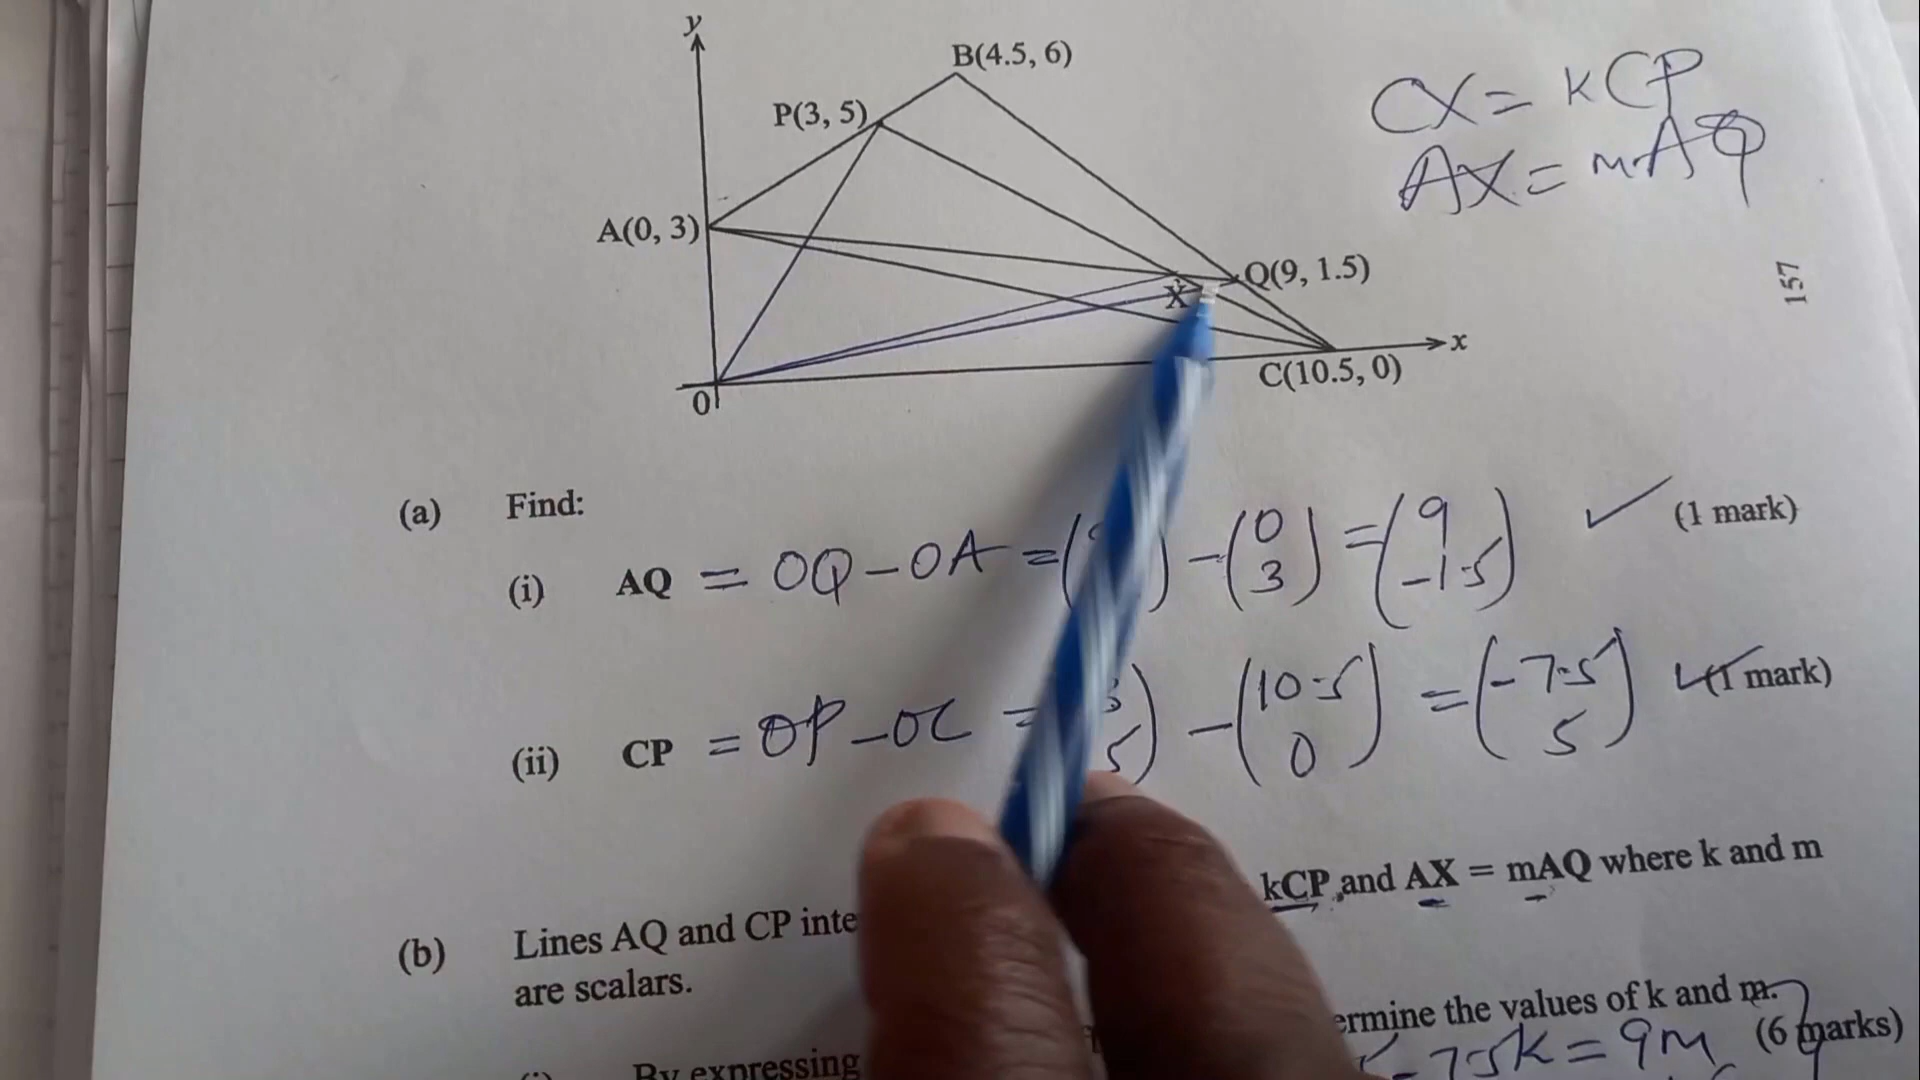 y
B(4.5, 6)
CX = kCP
P(3, 5)
AX = mAQ
A(0, 3)
Q(9, 1.5)
157
X
x
C(10.5, 0)
0
(a) Find:
(i) AQ = OQ - OA = ( ) - (0 3) = (9 -1.5) ✓ (1 mark)
(ii) CP = OP - OC = ( 5) - (10.5 0) = (-7.5 5) ✓ (1 mark)
(b) Lines AQ and CP kCP and AX = mAQ where k and m
are scalars.
the values of k and m.
(i) By expressing - 7.5k = 9m (6 marks)